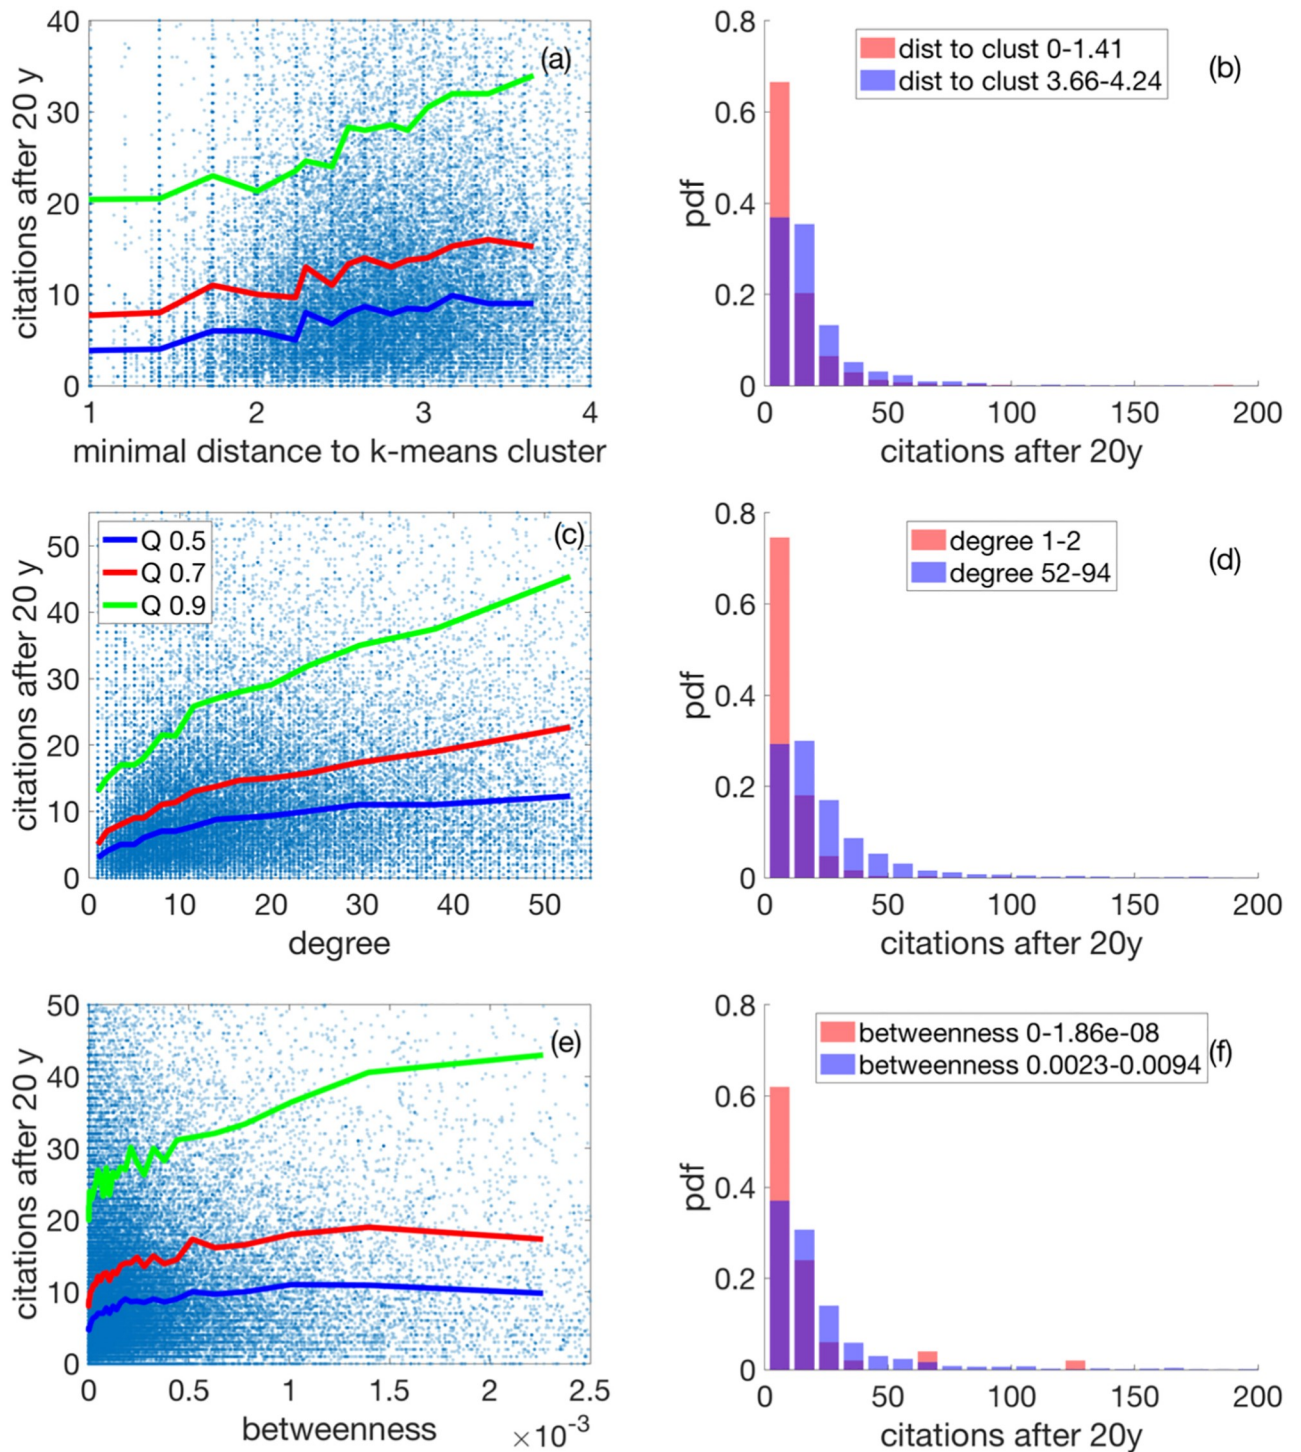 40
30
20
10
0
citations after 20 y
(a)
1
2
3
4
minimal distance to k-means cluster
0.8
0.6
0.4
0.2
0
pdf
dist to clust 0-1.41
dist to clust 3.66-4.24
(b)
0
50
100
150
200
citations after 20y
50
40
30
20
10
0
citations after 20 y
Q 0.5
Q 0.7
Q 0.9
(c)
0
10
20
30
40
50
degree
0.8
0.6
0.4
0.2
0
pdf
degree 1-2
degree 52-94
(d)
0
50
100
150
200
citations after 20y
50
40
30
20
10
0
citations after 20 y
(e)
0
0.5
1
1.5
2
2.5
betweenness
×10⁻³
0.8
0.6
0.4
0.2
0
pdf
betweenness 0-1.86e-08
betweenness 0.0023-0.0094
(f)
0
50
100
150
200
citations after 20y